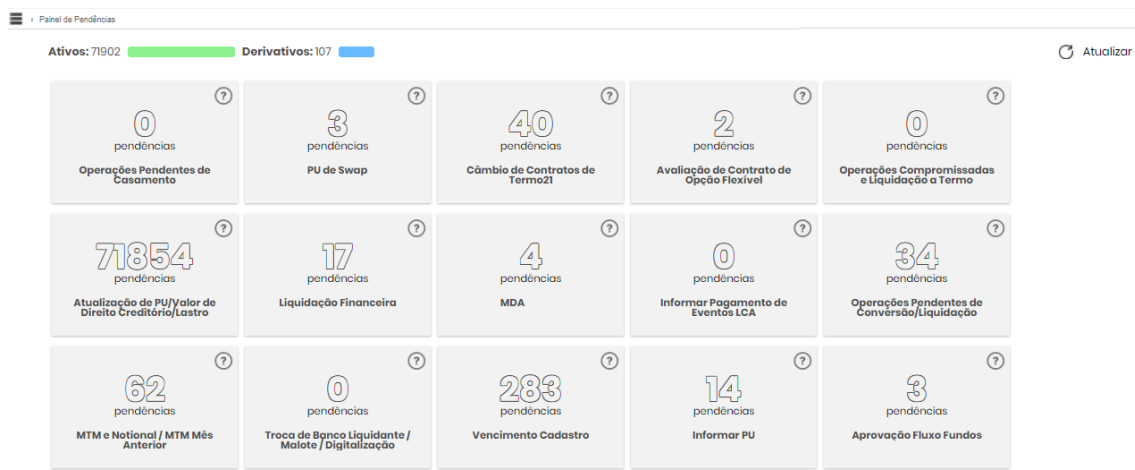 › Painel de Pendências
Ativos: 71902 Derivativos: 107 Atualizar
?
0
pendências
Operações Pendentes de
Casamento
?
3
pendências
PU de Swap
?
40
pendências
Câmbio de Contratos de
Termo21
?
2
pendências
Avaliação de Contrato de
Opção Flexível
?
0
pendências
Operações Compromissadas
e Liquidação a Termo
?
71854
pendências
Atualização de PU/Valor de
Direito Creditório/Lastro
?
17
pendências
Liquidação Financeira
?
4
pendências
MDA
?
0
pendências
Informar Pagamento de
Eventos LCA
?
34
pendências
Operações Pendentes de
Conversão/Liquidação
?
62
pendências
MTM e Notional / MTM Mês
Anterior
?
0
pendências
Troca de Banco Liquidante /
Malote / Digitalização
?
283
pendências
Vencimento Cadastro
?
14
pendências
Informar PU
?
3
pendências
Aprovação Fluxo Fundos